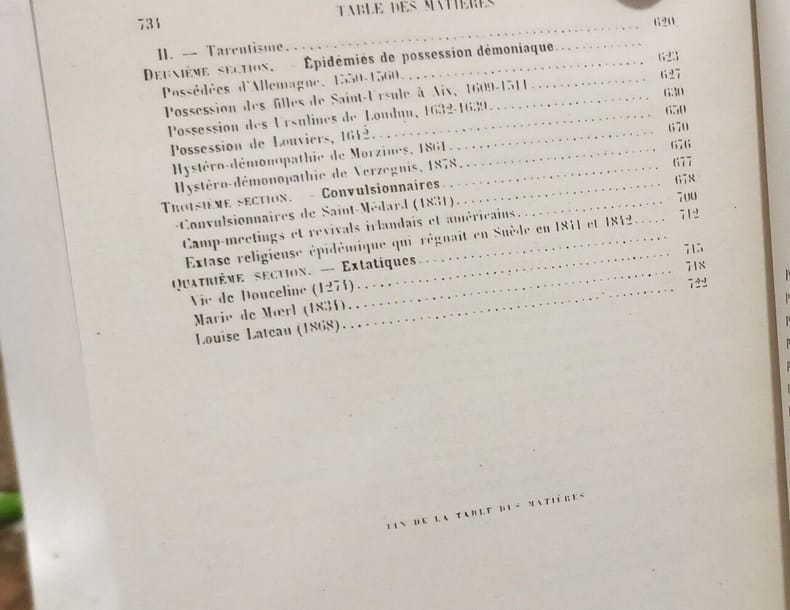 734 TABLE DES MATIÈRES
II. — Tarentisme 620
DEUXIÈME SECTION. — Épidémies de possession démoniaque
Possédés d'Allemagne, 1550-1560 623
Possession des filles de Saint-Ursule à Aix, 1609-1511 627
Possession des Ursulines de Loudun, 1632-1639 630
Possession de Louviers, 1642 650
Hystéro-démonopathie de Morzines, 1861 670
Hystéro-démonopathie de Verzegnis, 1878 676
TROISIÈME SECTION. — Convulsionnaires 677
Convulsionnaires de Saint-Médard (1831) 678
Camp-meetings et revivals irlandais et américains 700
Extase religieuse épidémique qui régnait en Suède en 1841 et 1842 712
QUATRIÈME SECTION. — Extatiques
Vie de Douceline (1274) 715
Marie de Mœrl (1834) 718
Louise Lateau (1868) 722
FIN DE LA TABLE DES MATIÈRES